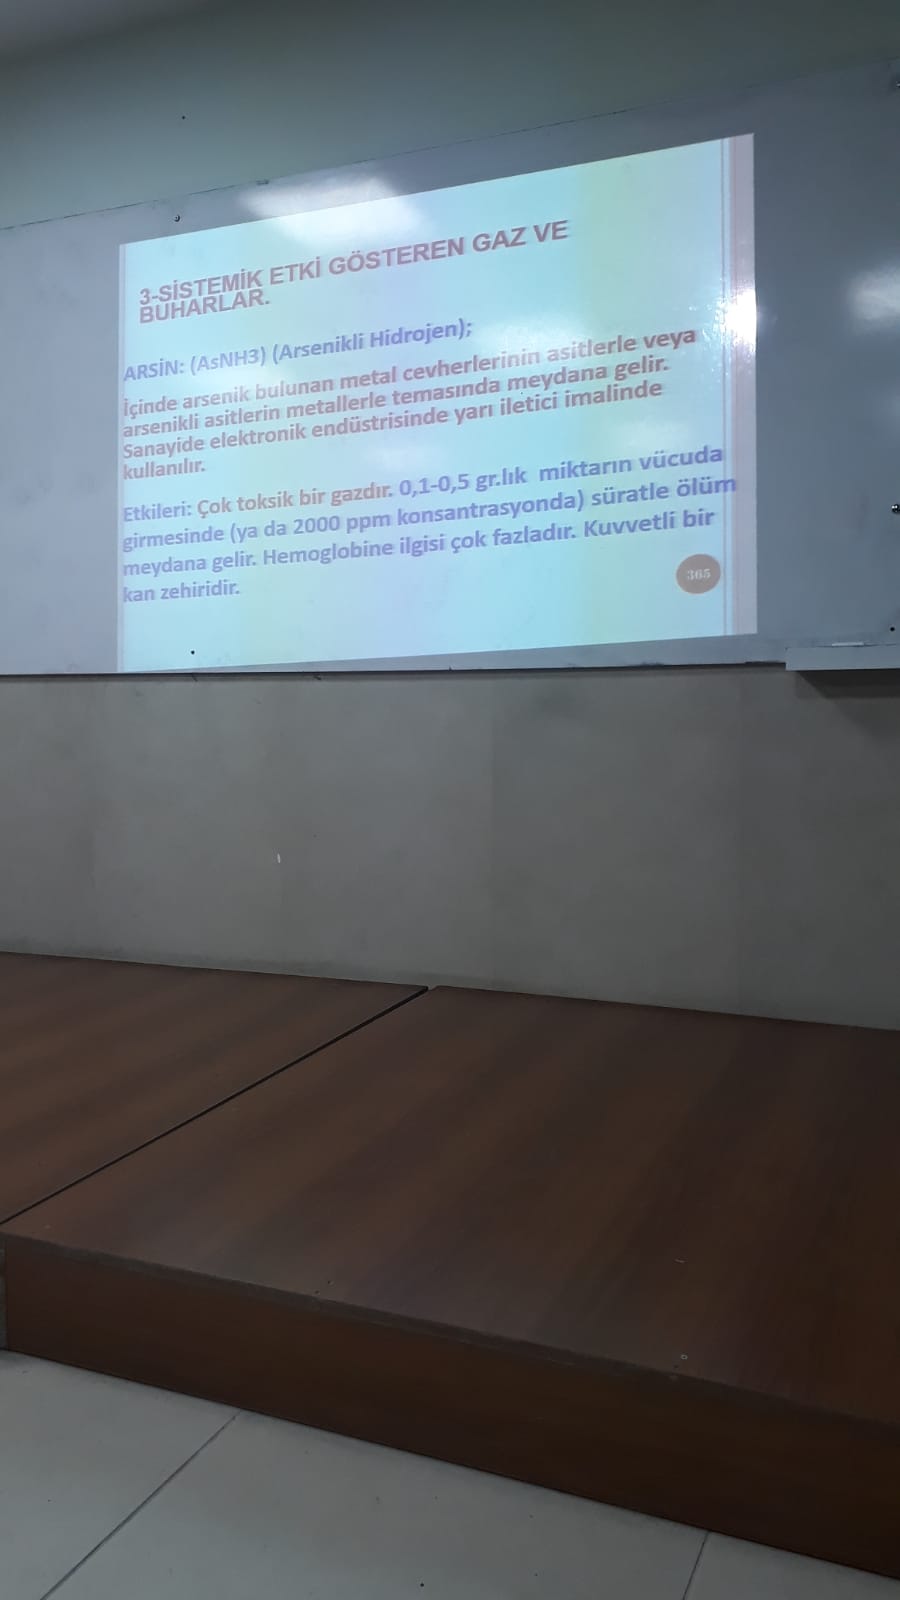 3-SİSTEMİK ETKİ GÖSTEREN GAZ VE
BUHARLAR.
ARSİN: (AsNH3) (Arsenikli Hidrojen);
İçinde arsenik bulunan metal cevherlerinin asitlerle veya
arsenikli asitlerin metallerle temasında meydana gelir.
Sanayide elektronik endüstrisinde yarı iletici imalinde
kullanılır.
Etkileri: Çok toksik bir gazdır. 0,1-0,5 gr.lık miktarın vücuda
girmesinde (ya da 2000 ppm konsantrasyonda) süratle ölüm
meydana gelir. Hemoglobine ilgisi çok fazladır. Kuvvetli bir
kan zehiridir.
365